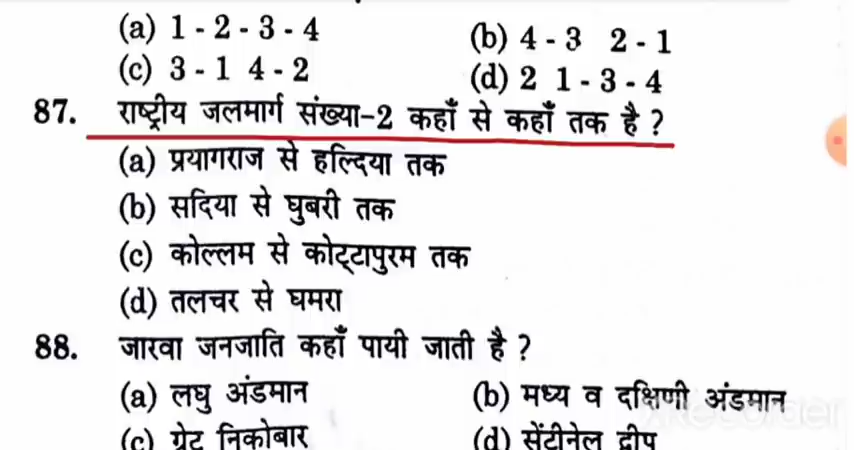 (a) 1 - 2 - 3 - 4 (b) 4 - 3 2 - 1
(c) 3 - 1 4 - 2 (d) 2 1 - 3 - 4
87. राष्ट्रीय जलमार्ग संख्या-2 कहाँ से कहाँ तक है ?
(a) प्रयागराज से हल्दिया तक
(b) सदिया से घुबरी तक
(c) कोल्लम से कोट्टापुरम तक
(d) तलचर से घमरा
88. जारवा जनजाति कहाँ पायी जाती है ?
(a) लघु अंडमान (b) मध्य व दक्षिणी अंडमान
(c) ग्रेट निकोबार (d) सेंटीनेल द्वीप
XRecorder